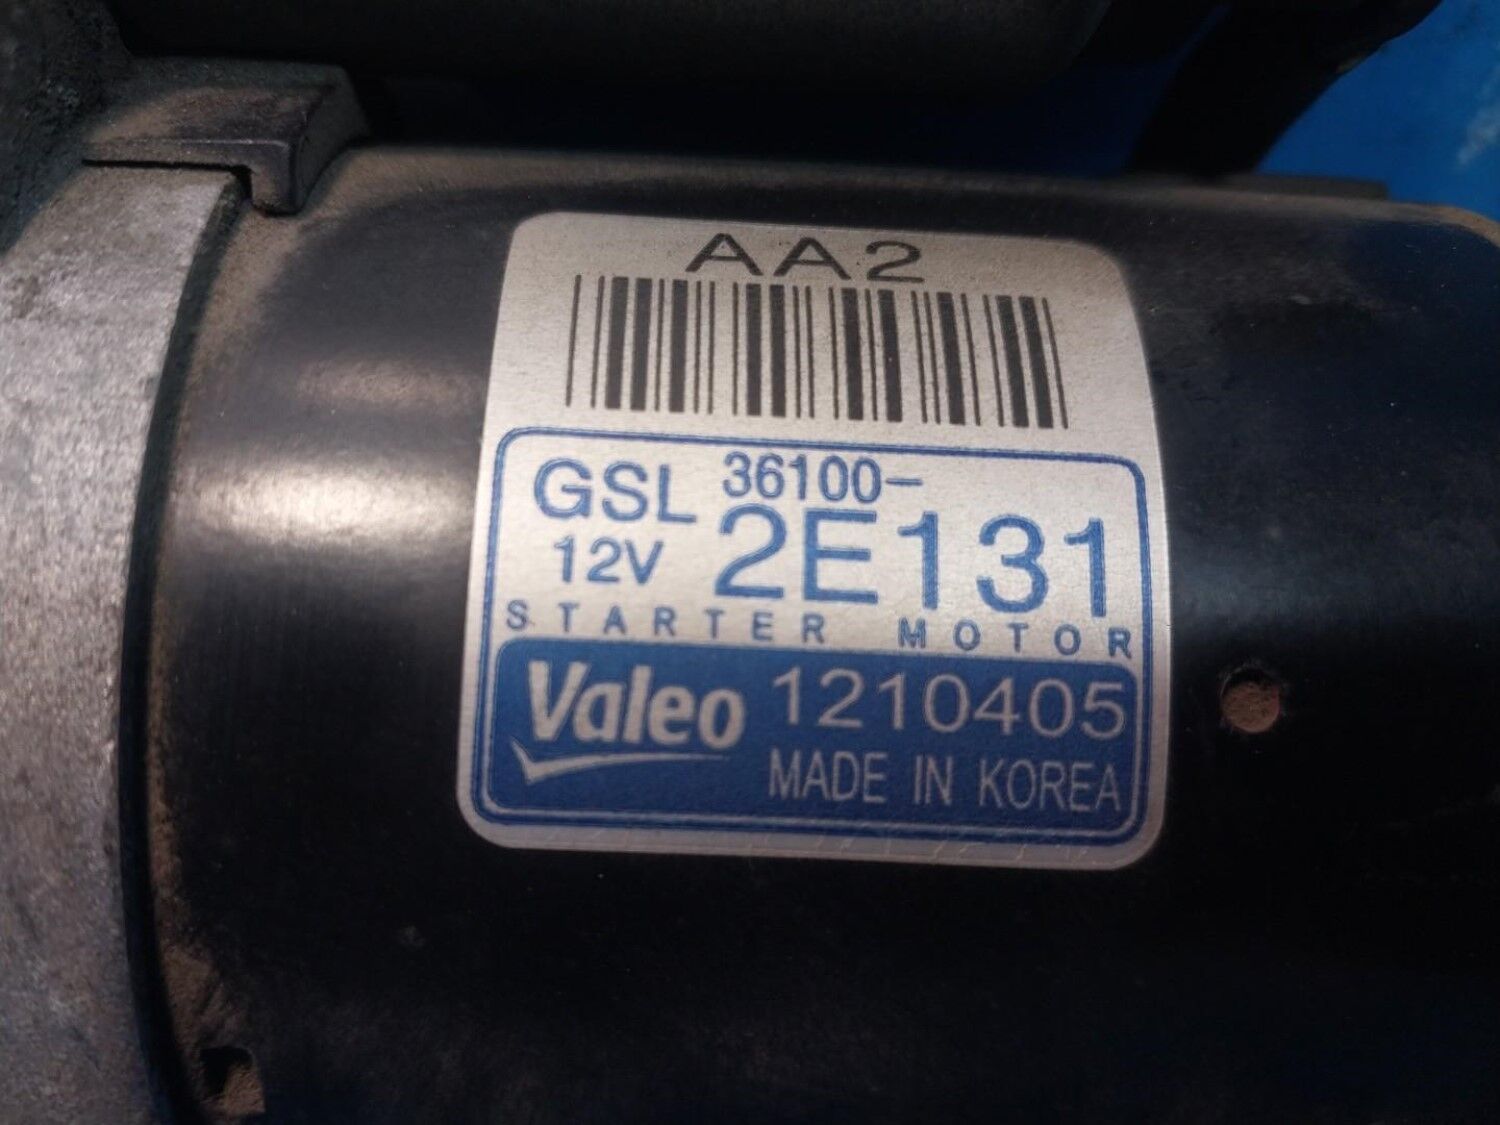 AA2
GSL 36100-
12V 2E131
STARTER MOTOR
Valeo 1210405
MADE IN KOREA